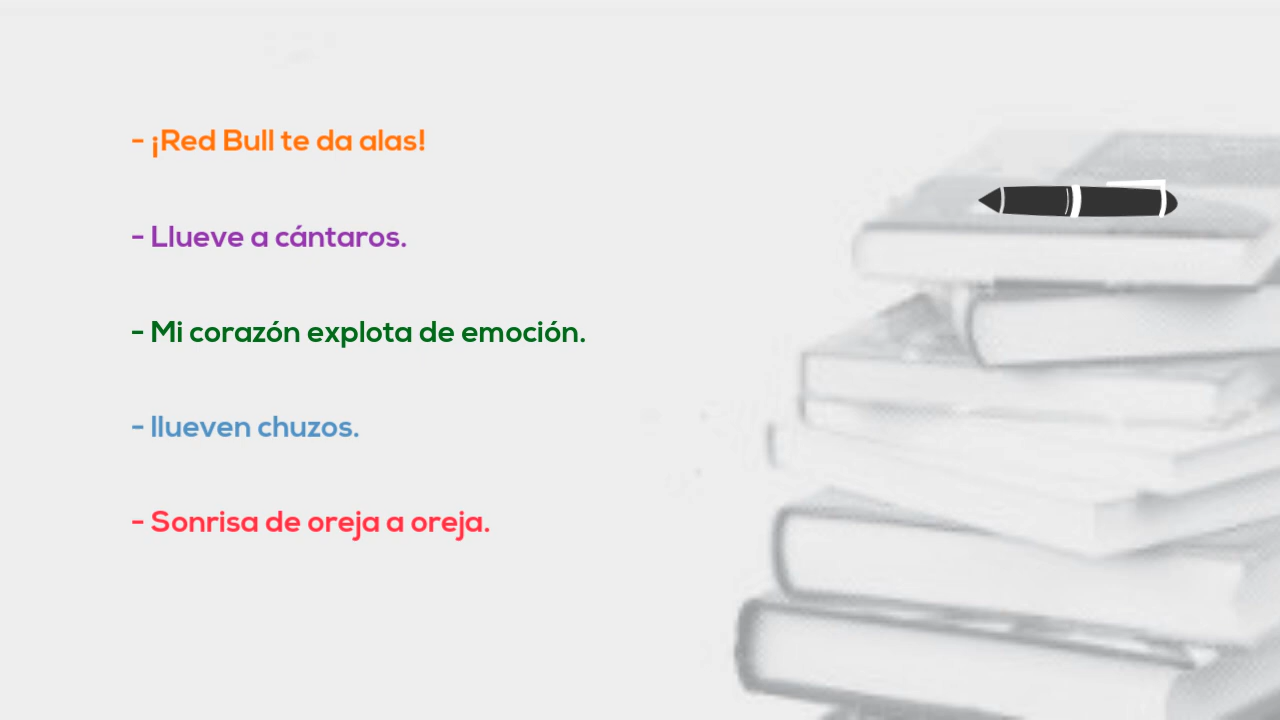 - ¡Red Bull te da alas!
- Llueve a cántaros.
- Mi corazón explota de emoción.
- llueven chuzos.
- Sonrisa de oreja a oreja.